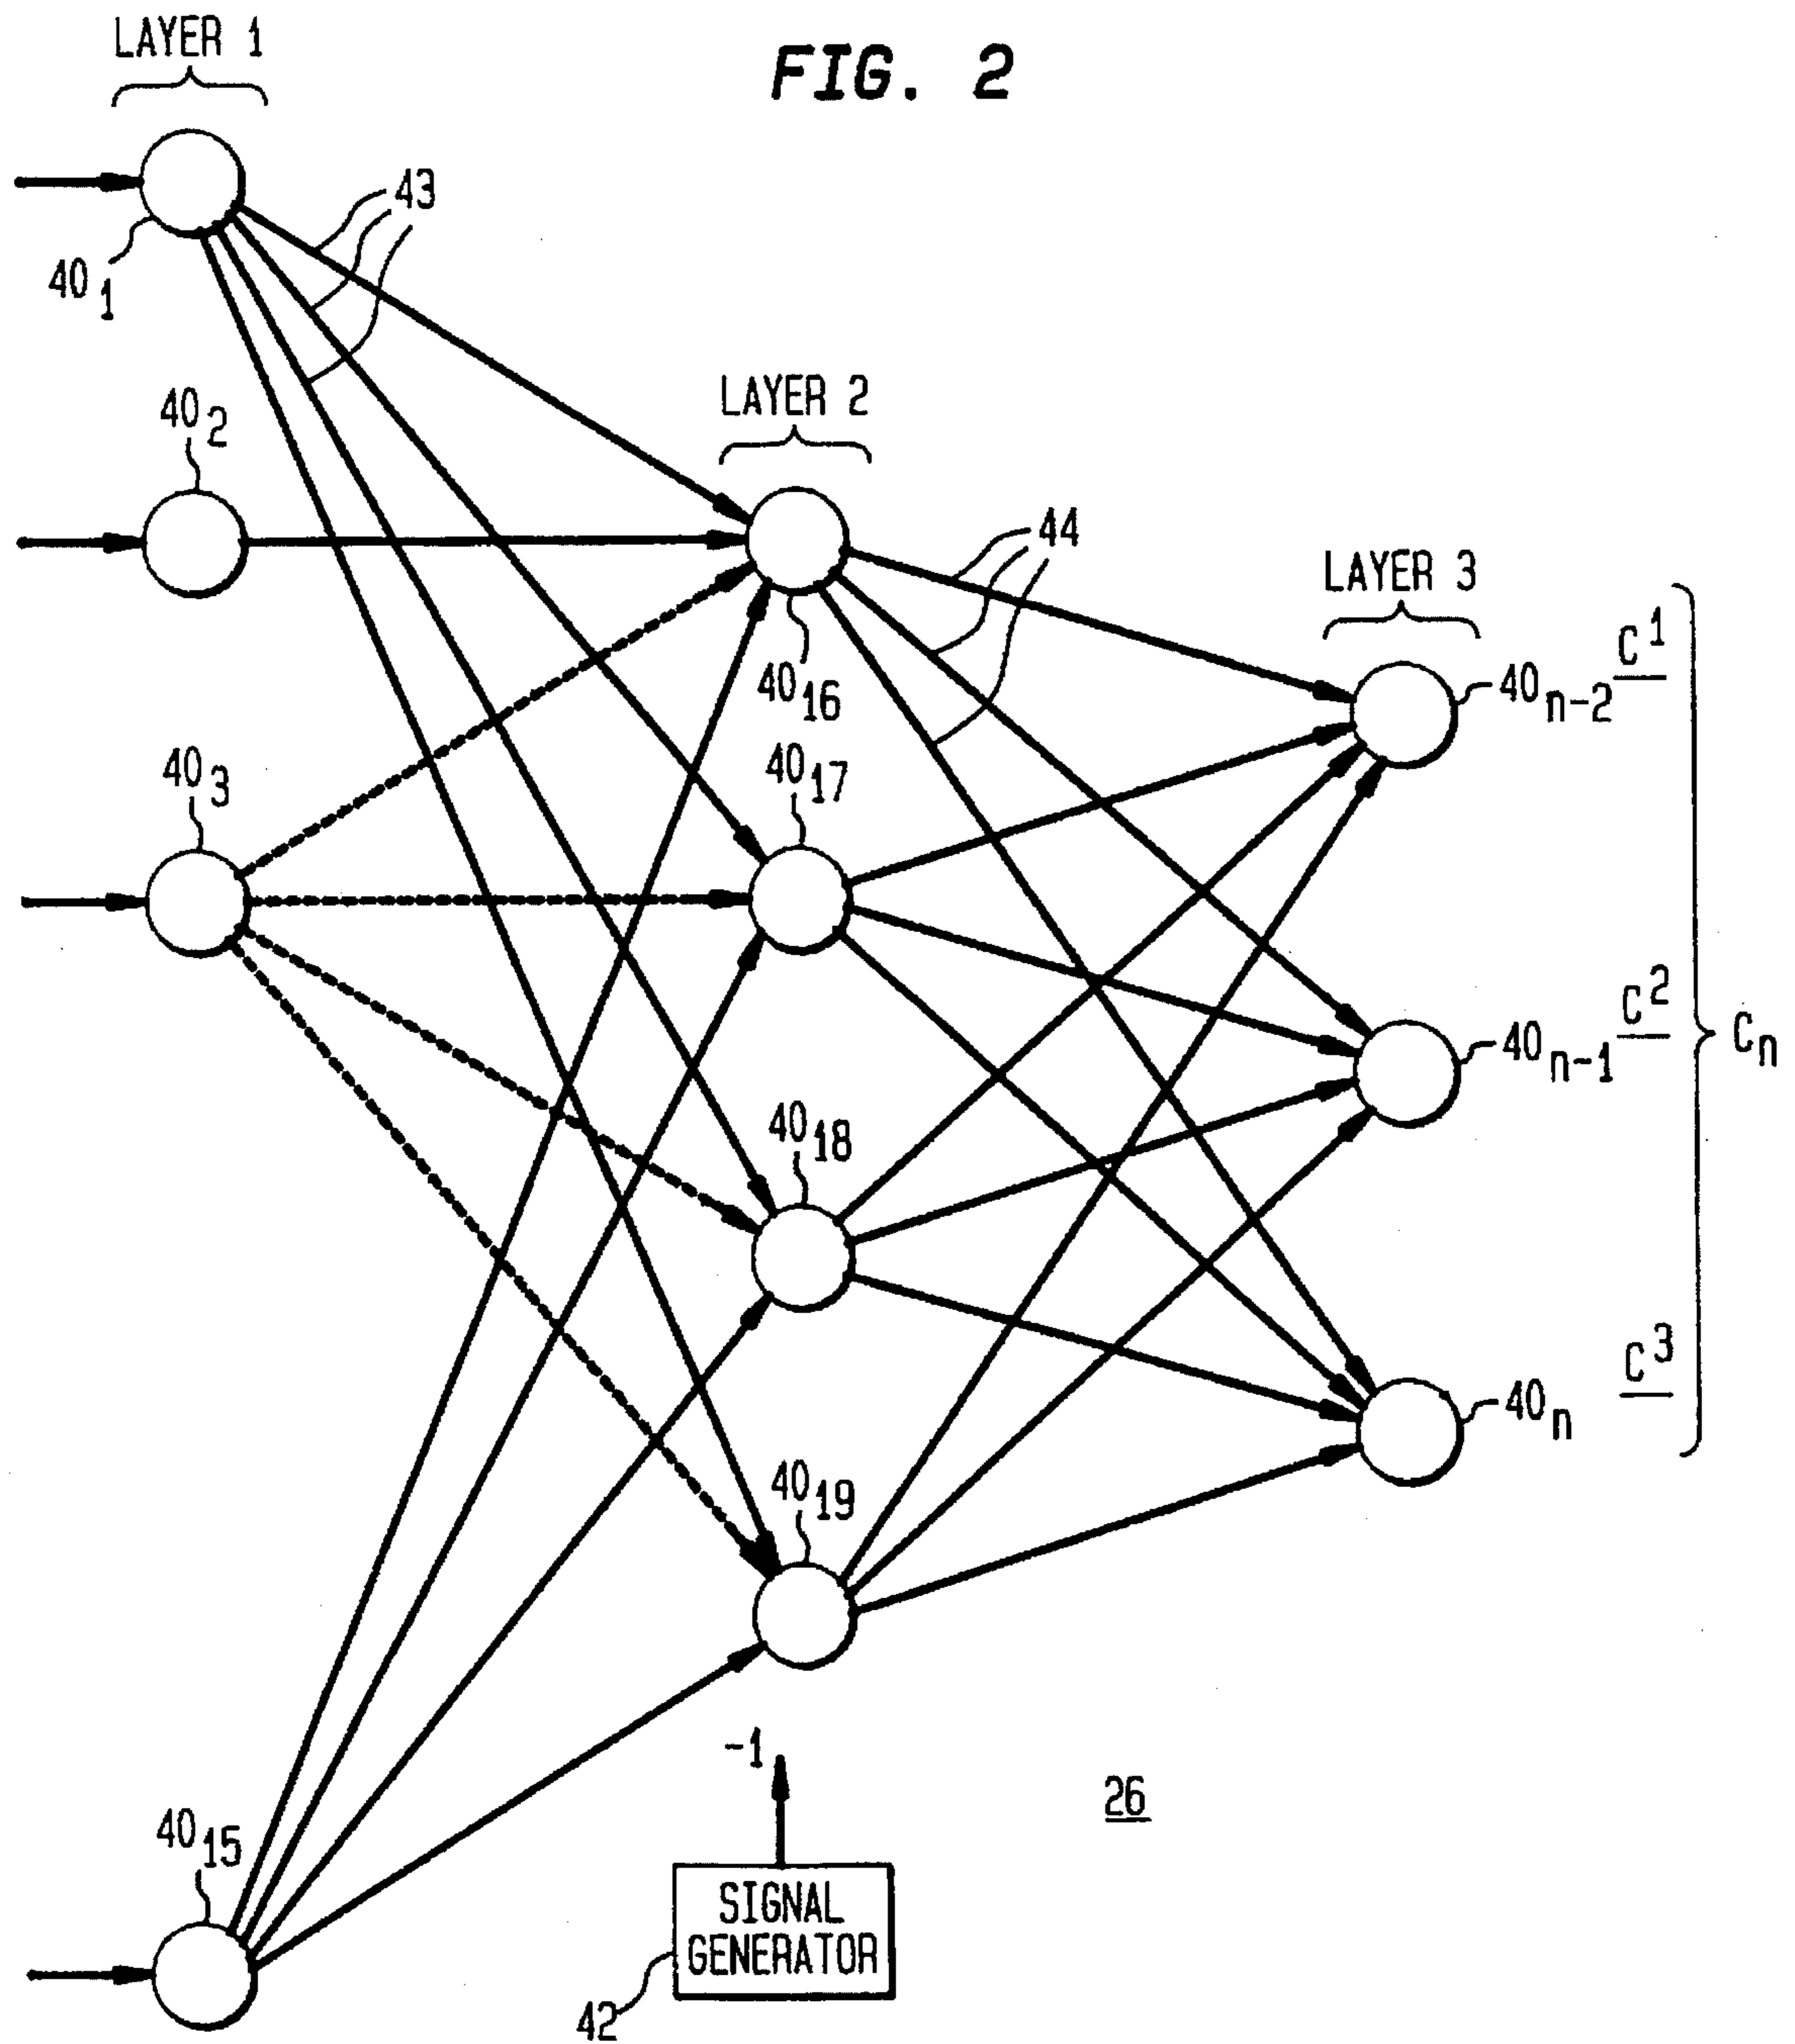 LAYER 1
FIG. 2
43
40 1
LAYER 2
40 2
44
LAYER 3
C 1
40 16
40 n-2
40 17
40 3
C 2
40 n-1
C n
40 18
C 3
40 n
40 19
-1
26
40 15
SIGNAL
GENERATOR
42